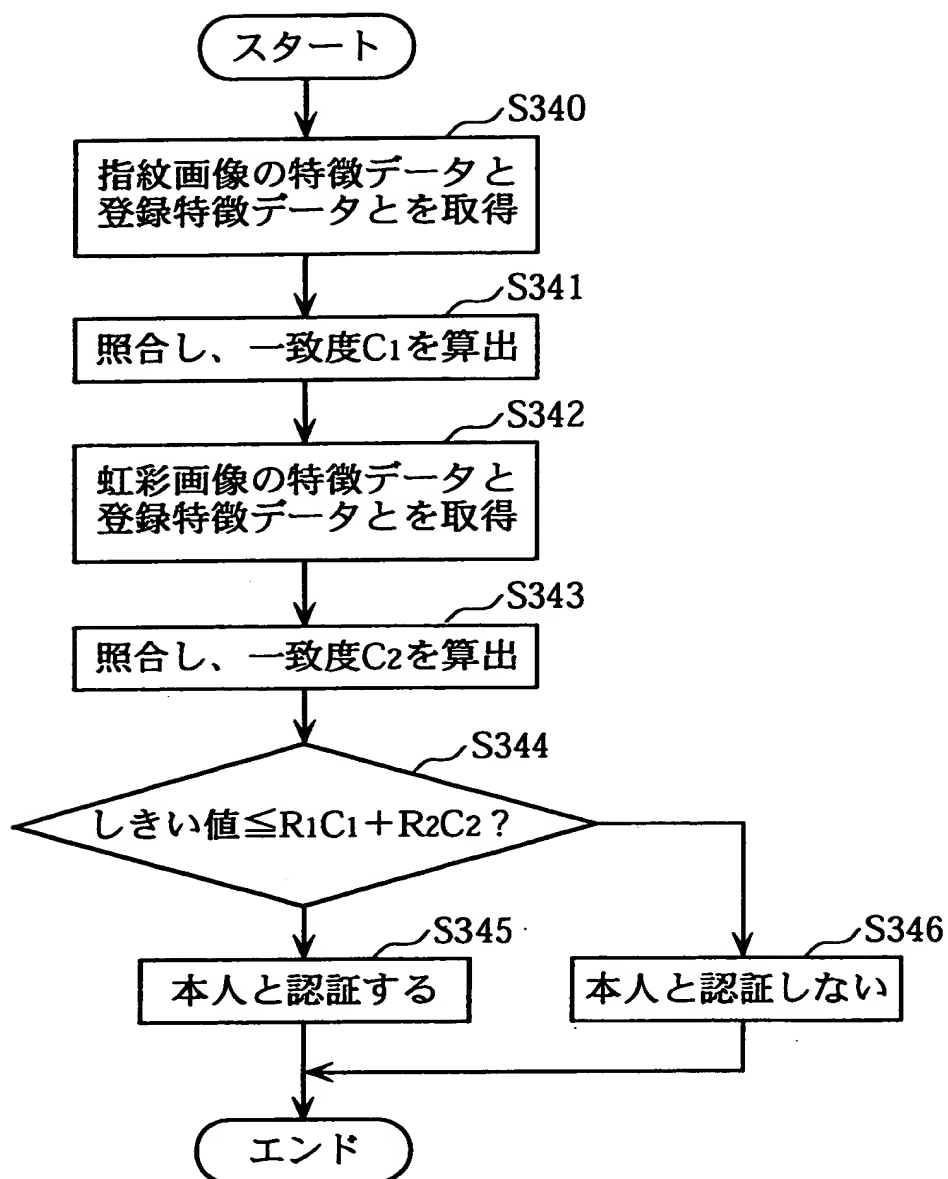 スタート
S340
指紋画像の特徴データと
登録特徴データとを取得
S341
照合し、一致度C1を算出
S342
虹彩画像の特徴データと
登録特徴データとを取得
S343
照合し、一致度C2を算出
S344
しきい値≦R1C1+R2C2?
S345
本人と認証する
S346
本人と認証しない
エンド